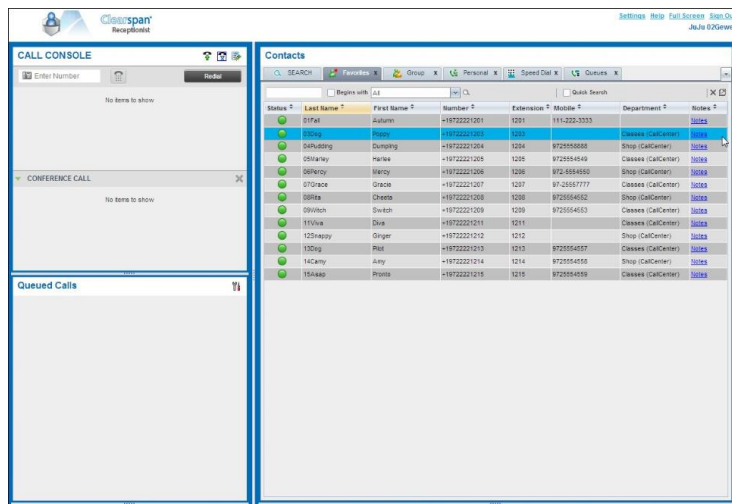 Clearspan®
Receptionist
Settings Help Full Screen Sign Ou
JuJu 02Gewe
CALL CONSOLE
Enter Number
Redial
No items to show
CONFERENCE CALL
No items to show
Queued Calls
Contacts
SEARCH Favorites x Group x Personal x Speed Dial x Queues x
Begins with All Quick Search
Status Last Name First Name Number Extension Mobile Department Notes
01Fall Autumn +19722221201 1201 111-222-3333 Notes
03Dog Poppy +19722221203 1203 Classes (CallCenter) Notes
04Pudding Dumpling +19722221204 1204 9725558888 Shop (CallCenter) Notes
05Marley Harlee +19722221205 1205 9725554549 Classes (CallCenter) Notes
06Percy Mercy +19722221206 1206 972-5554550 Shop (CallCenter) Notes
07Grace Gracie +19722221207 1207 97-25557777 Classes (CallCenter) Notes
08Rita Cheeta +19722221208 1208 9725554552 Shop (CallCenter) Notes
09Witch Switch +19722221209 1209 9725554553 Classes (CallCenter) Notes
11Viva Diva +19722221211 1211 Classes (CallCenter) Notes
12Snappy Ginger +19722221212 1212 Shop (CallCenter) Notes
13Dog Pilot +19722221213 1213 9725554557 Classes (CallCenter) Notes
14Camy Amy +19722221214 1214 9725554558 Shop (CallCenter) Notes
15Asap Pronto +19722221215 1215 9725554559 Classes (CallCenter) Notes